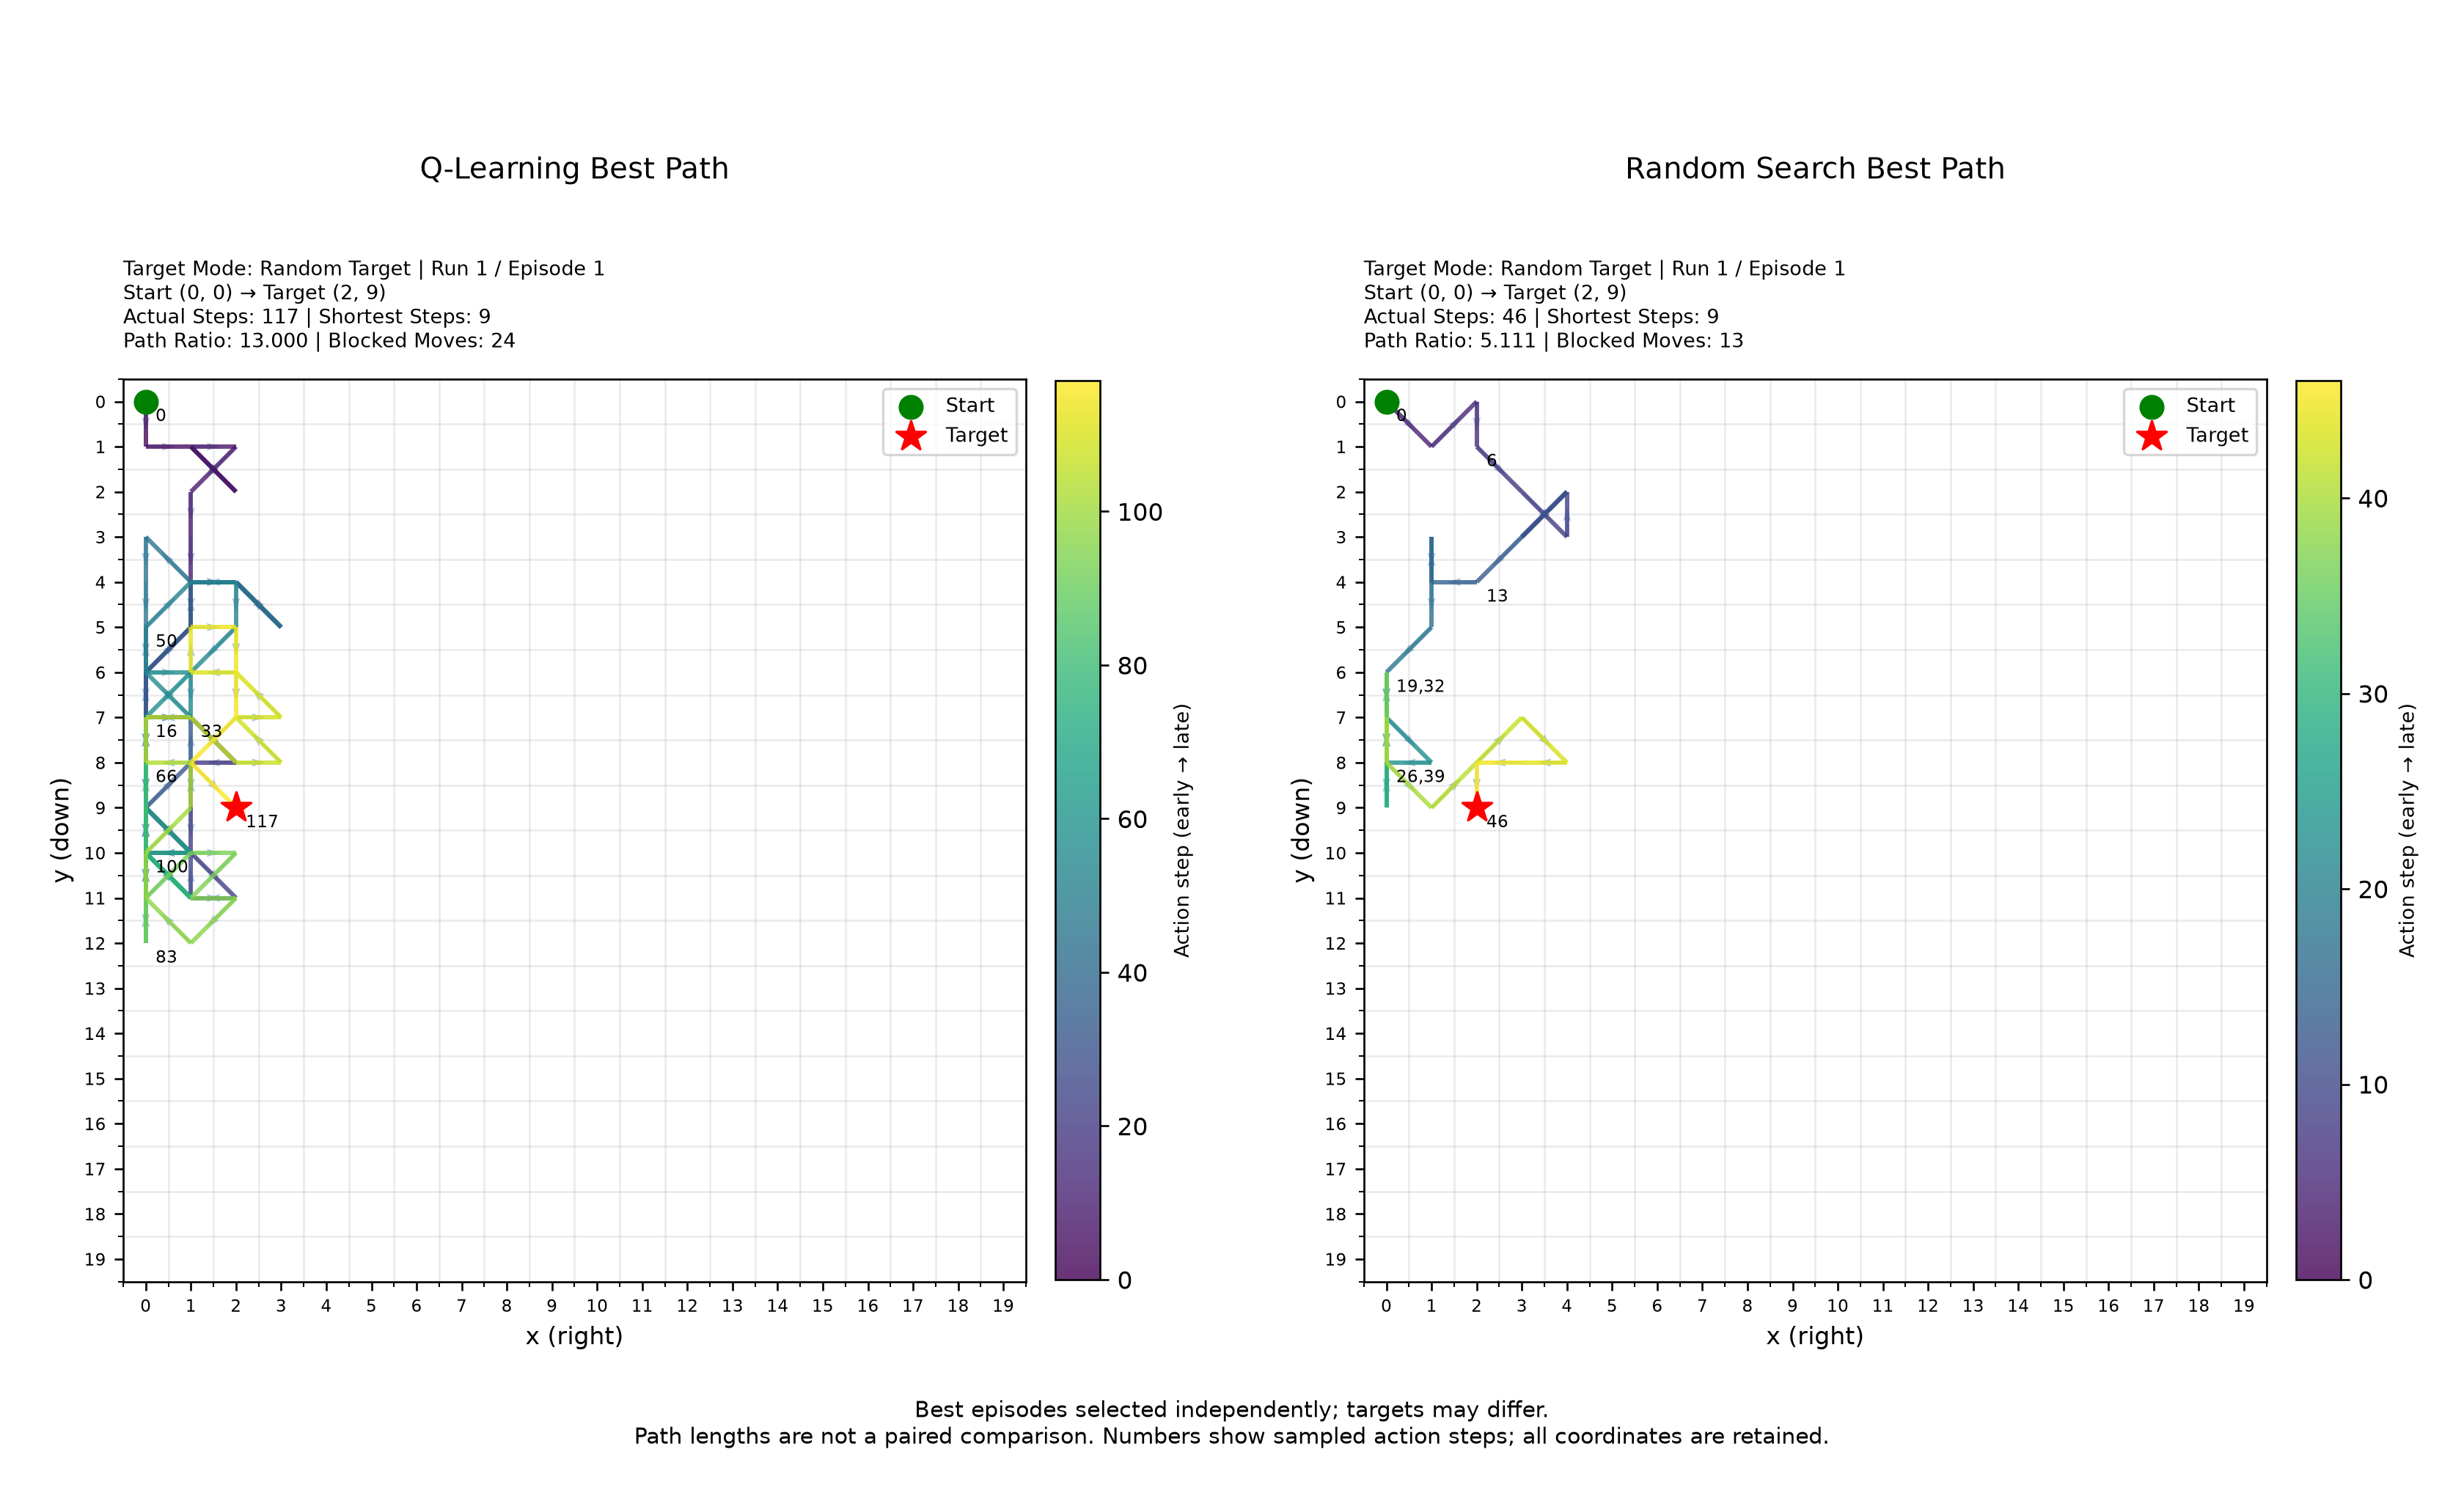 Q-Learning Best Path
Target Mode: Random Target | Run 1 / Episode 1
Start (0, 0) → Target (2, 9)
Actual Steps: 117 | Shortest Steps: 9
Path Ratio: 13.000 | Blocked Moves: 24
Start
Target
0
50
16
33
66
117
100
83
0
1
2
3
4
5
6
7
8
9
10
11
12
13
14
15
16
17
18
19
y (down)
0 1 2 3 4 5 6 7 8 9 10 11 12 13 14 15 16 17 18 19
x (right)
100
80
60
40
20
0
Action step (early → late)
Random Search Best Path
Target Mode: Random Target | Run 1 / Episode 1
Start (0, 0) → Target (2, 9)
Actual Steps: 46 | Shortest Steps: 9
Path Ratio: 5.111 | Blocked Moves: 13
Start
Target
0
6
13
19,32
26,39
46
0
1
2
3
4
5
6
7
8
9
10
11
12
13
14
15
16
17
18
19
y (down)
0 1 2 3 4 5 6 7 8 9 10 11 12 13 14 15 16 17 18 19
x (right)
40
30
20
10
0
Action step (early → late)
Best episodes selected independently; targets may differ.
Path lengths are not a paired comparison. Numbers show sampled action steps; all coordinates are retained.